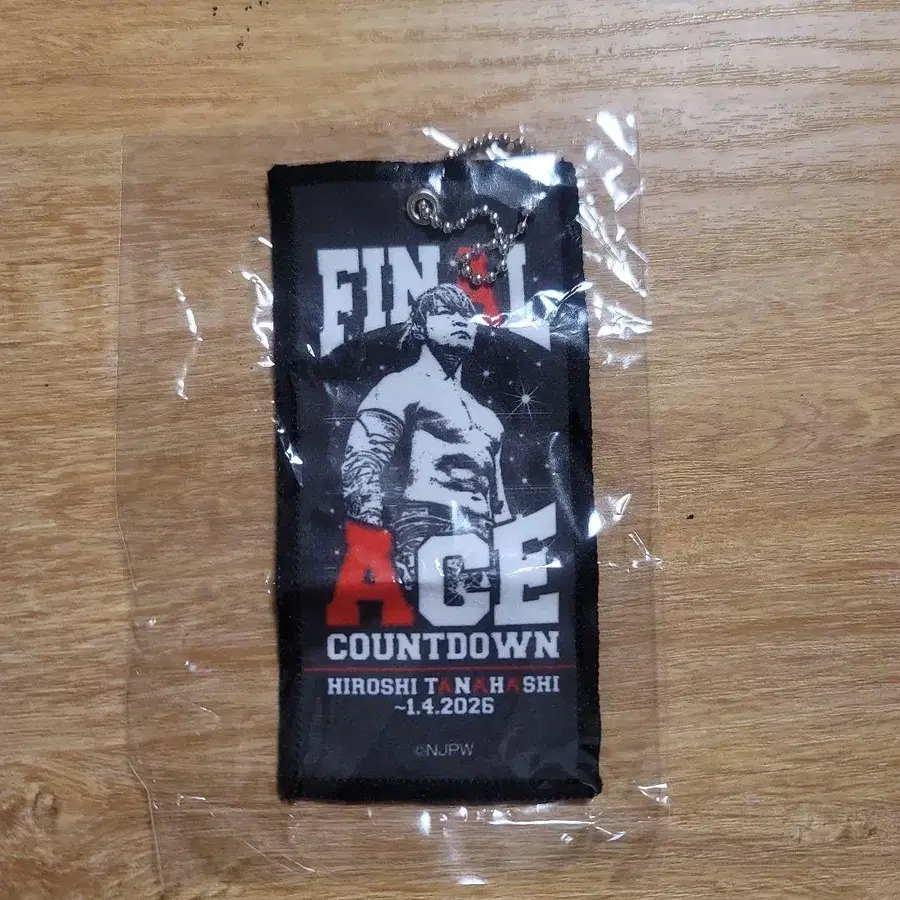 FINAL
ACE
COUNTDOWN
HIROSHI TANAHASHI
~1.4.2026
©NJPW